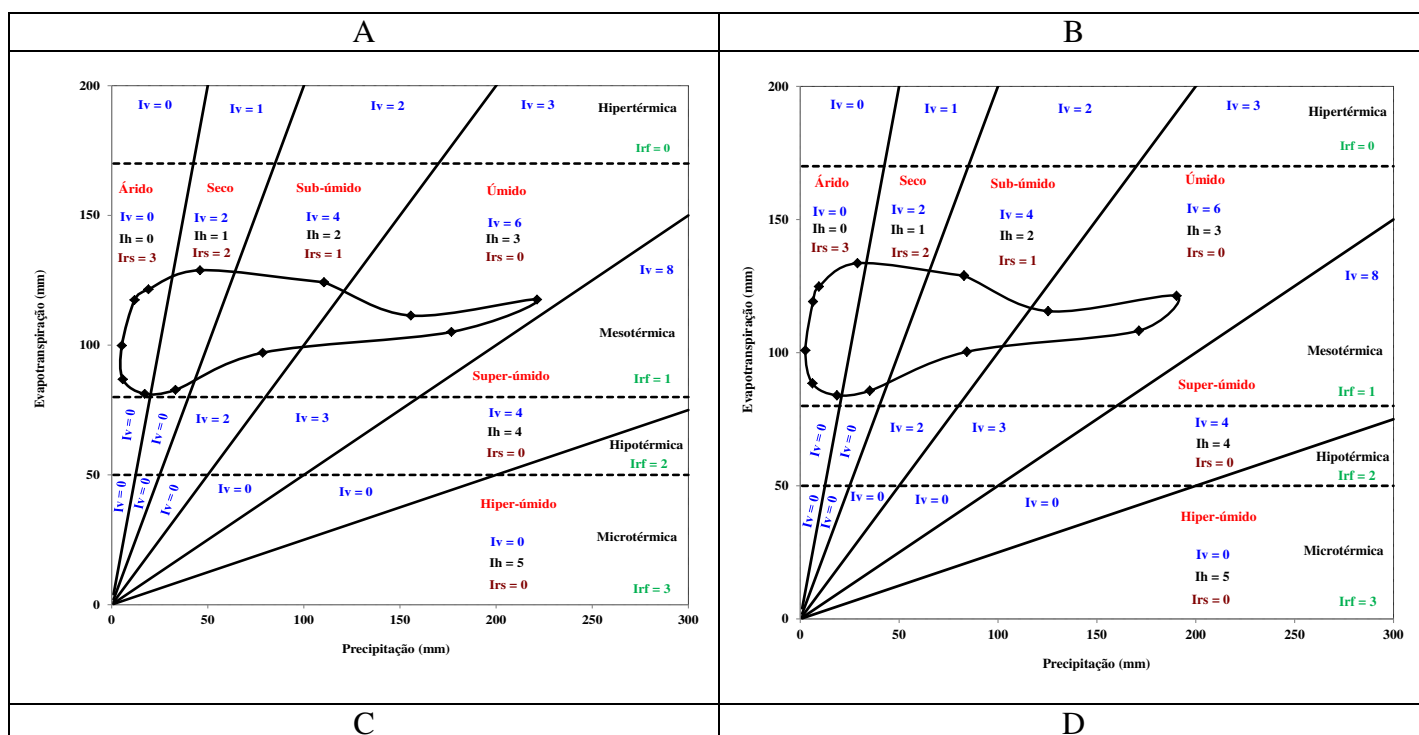 A
B
200
150
100
50
0
0
50
100
150
200
250
300
Evapotranspiração (mm)
Precipitação (mm)
Iv = 0
Iv = 1
Iv = 2
Iv = 3
Hipertérmica
Irf = 0
Árido
Seco
Sub-úmido
Úmido
Iv = 0
Iv = 2
Iv = 4
Iv = 6
Ih = 0
Ih = 1
Ih = 2
Ih = 3
Irs = 3
Irs = 2
Irs = 1
Irs = 0
Iv = 8
Mesotérmica
Super-úmido
Irf = 1
Iv = 0
Iv = 0
Iv = 2
Iv = 3
Iv = 4
Ih = 4
Irs = 0
Hipotérmica
Irf = 2
Iv = 0
Iv = 0
Iv = 0
Iv = 0
Iv = 0
Hiper-úmido
Iv = 0
Ih = 5
Irs = 0
Microtérmica
Irf = 3
200
150
100
50
0
0
50
100
150
200
250
300
Evapotranspiração (mm)
Precipitação (mm)
Iv = 0
Iv = 1
Iv = 2
Iv = 3
Hipertérmica
Irf = 0
Árido
Seco
Sub-úmido
Úmido
Iv = 0
Iv = 2
Iv = 4
Iv = 6
Ih = 0
Ih = 1
Ih = 2
Ih = 3
Irs = 3
Irs = 2
Irs = 1
Irs = 0
Iv = 8
Mesotérmica
Super-úmido
Irf = 1
Iv = 0
Iv = 0
Iv = 2
Iv = 3
Iv = 4
Ih = 4
Irs = 0
Hipotérmica
Irf = 2
Iv = 0
Iv = 0
Iv = 0
Iv = 0
Iv = 0
Hiper-úmido
Iv = 0
Ih = 5
Irs = 0
Microtérmica
Irf = 3
C
D